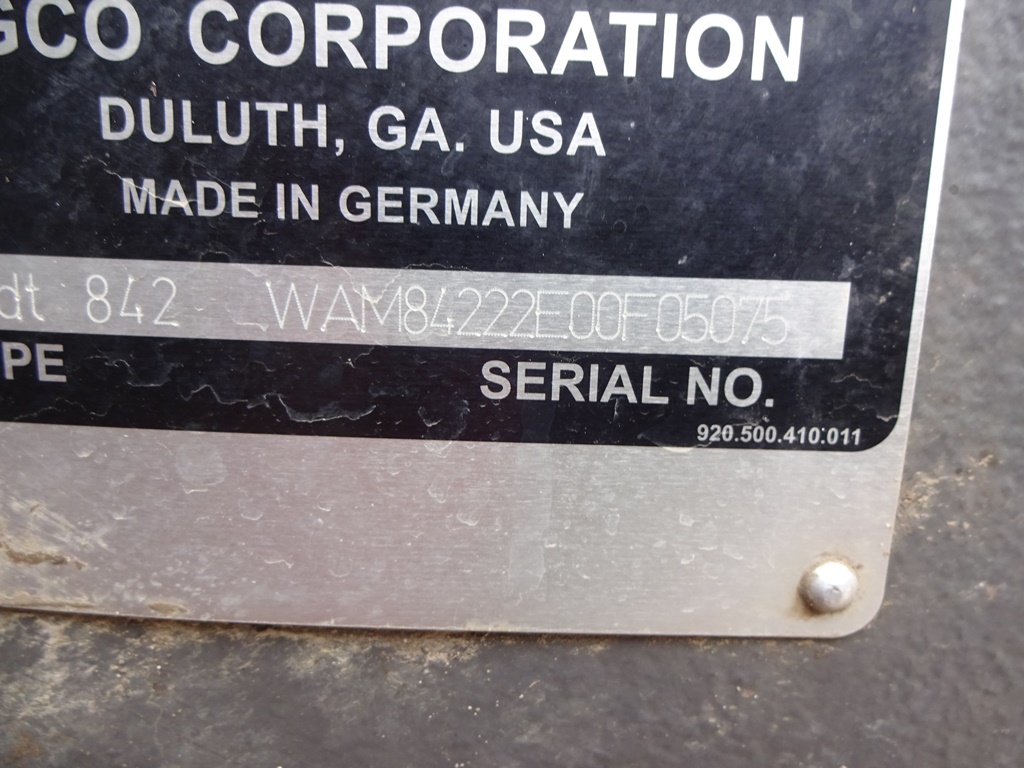 GCO CORPORATION
DULUTH, GA. USA
MADE IN GERMANY
dt 842 WAM84222E00F05075
PE SERIAL NO.
920.500.410.011